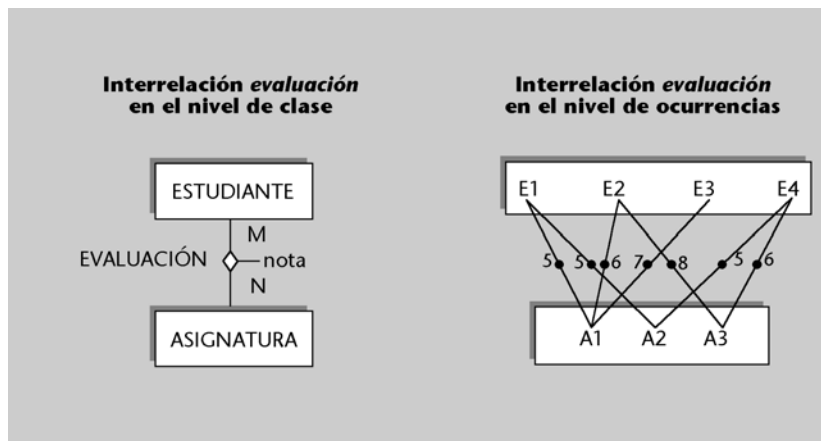 Interrelación evaluación
en el nivel de clase
ESTUDIANTE
M
EVALUACIÓN
nota
N
ASIGNATURA
Interrelación evaluación
en el nivel de ocurrencias
E1 E2 E3 E4
5 5 6 7 8 5 6
A1 A2 A3